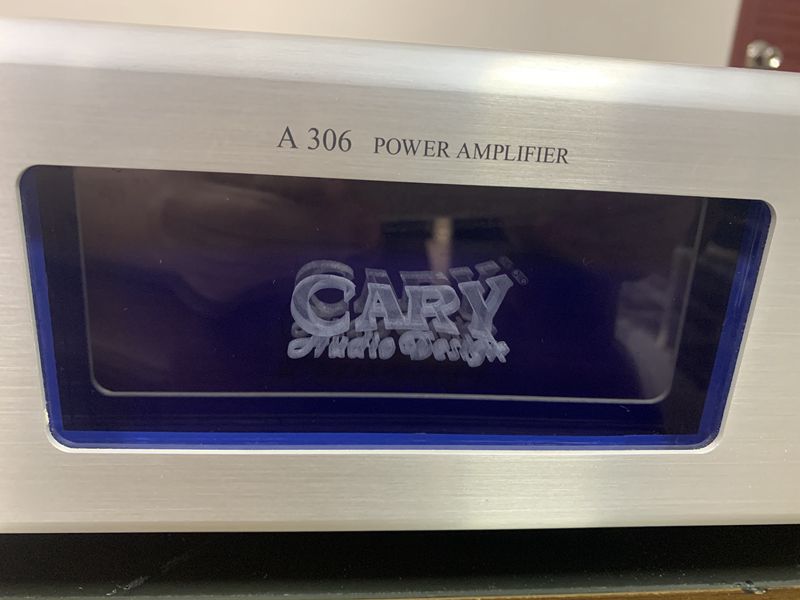 A 306 POWER AMPLIFIER
CARY
Audio Design